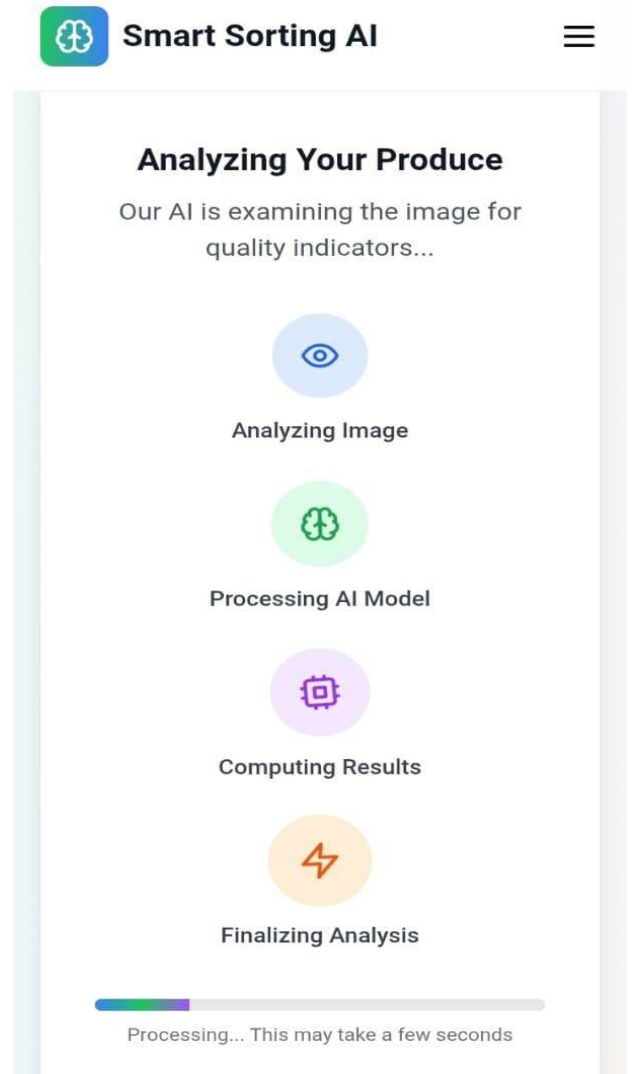 Smart Sorting AI
Analyzing Your Produce
Our AI is examining the image for
quality indicators...
Analyzing Image
Processing AI Model
Computing Results
Finalizing Analysis
Processing... This may take a few seconds